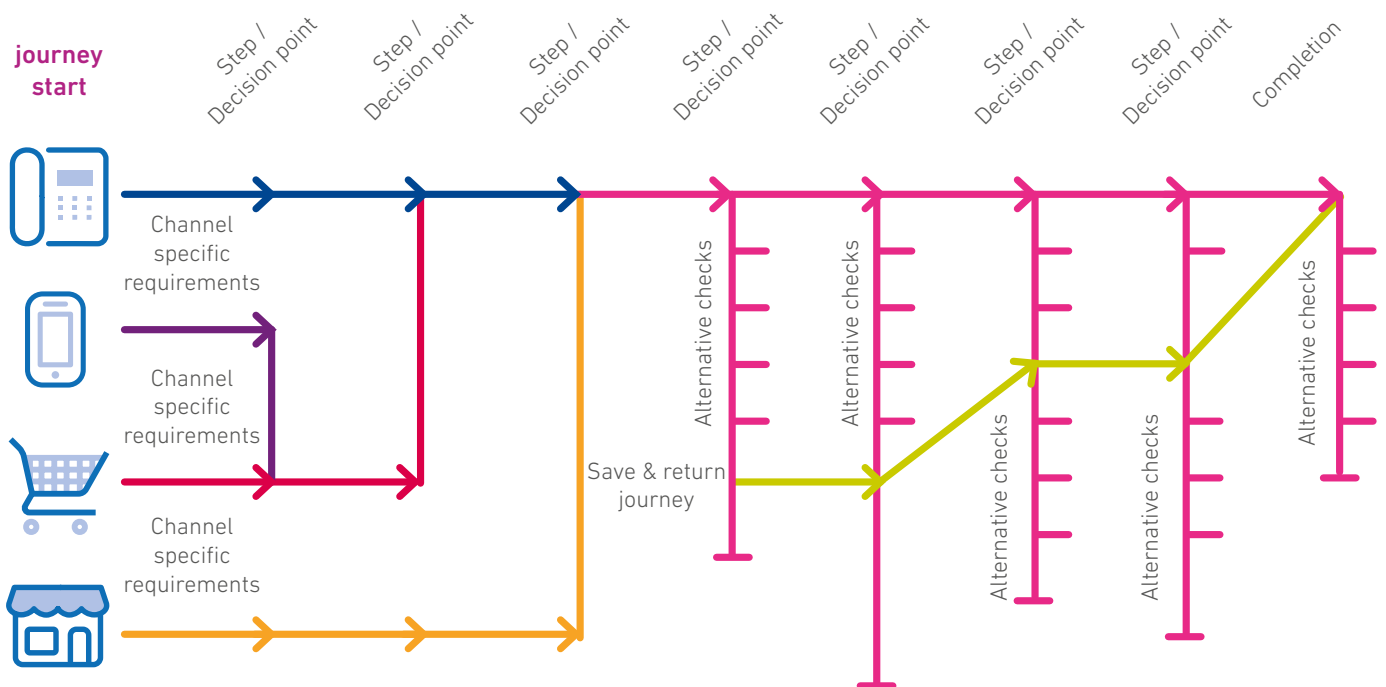 journey
start
Step /
Decision point
Step /
Decision point
Step /
Decision point
Step /
Decision point
Step /
Decision point
Step /
Decision point
Step /
Decision point
Completion
Channel
specific
requirements
Channel
specific
requirements
Channel
specific
requirements
Alternative checks
Alternative checks
Save & return
journey
Alternative checks
Alternative checks
Alternative checks